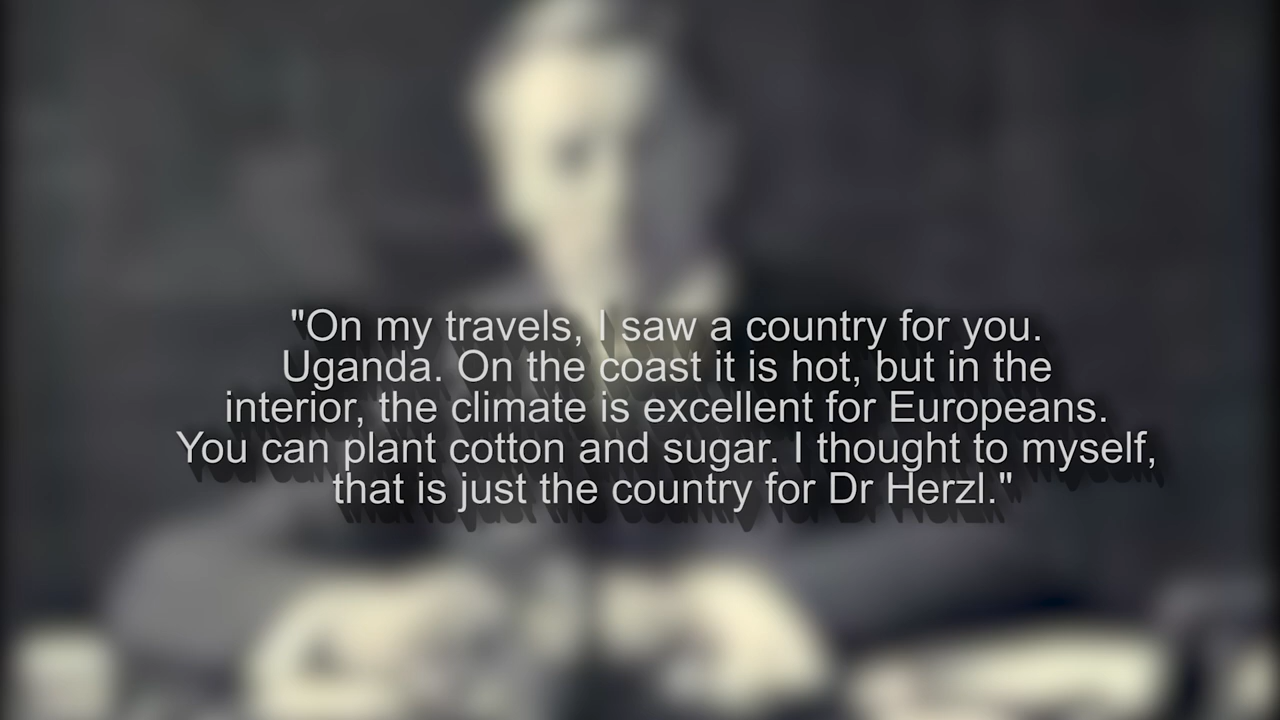 "On my travels, I saw a country for you.
Uganda. On the coast it is hot, but in the
interior, the climate is excellent for Europeans.
You can plant cotton and sugar. I thought to myself,
that is just the country for Dr Herzl."